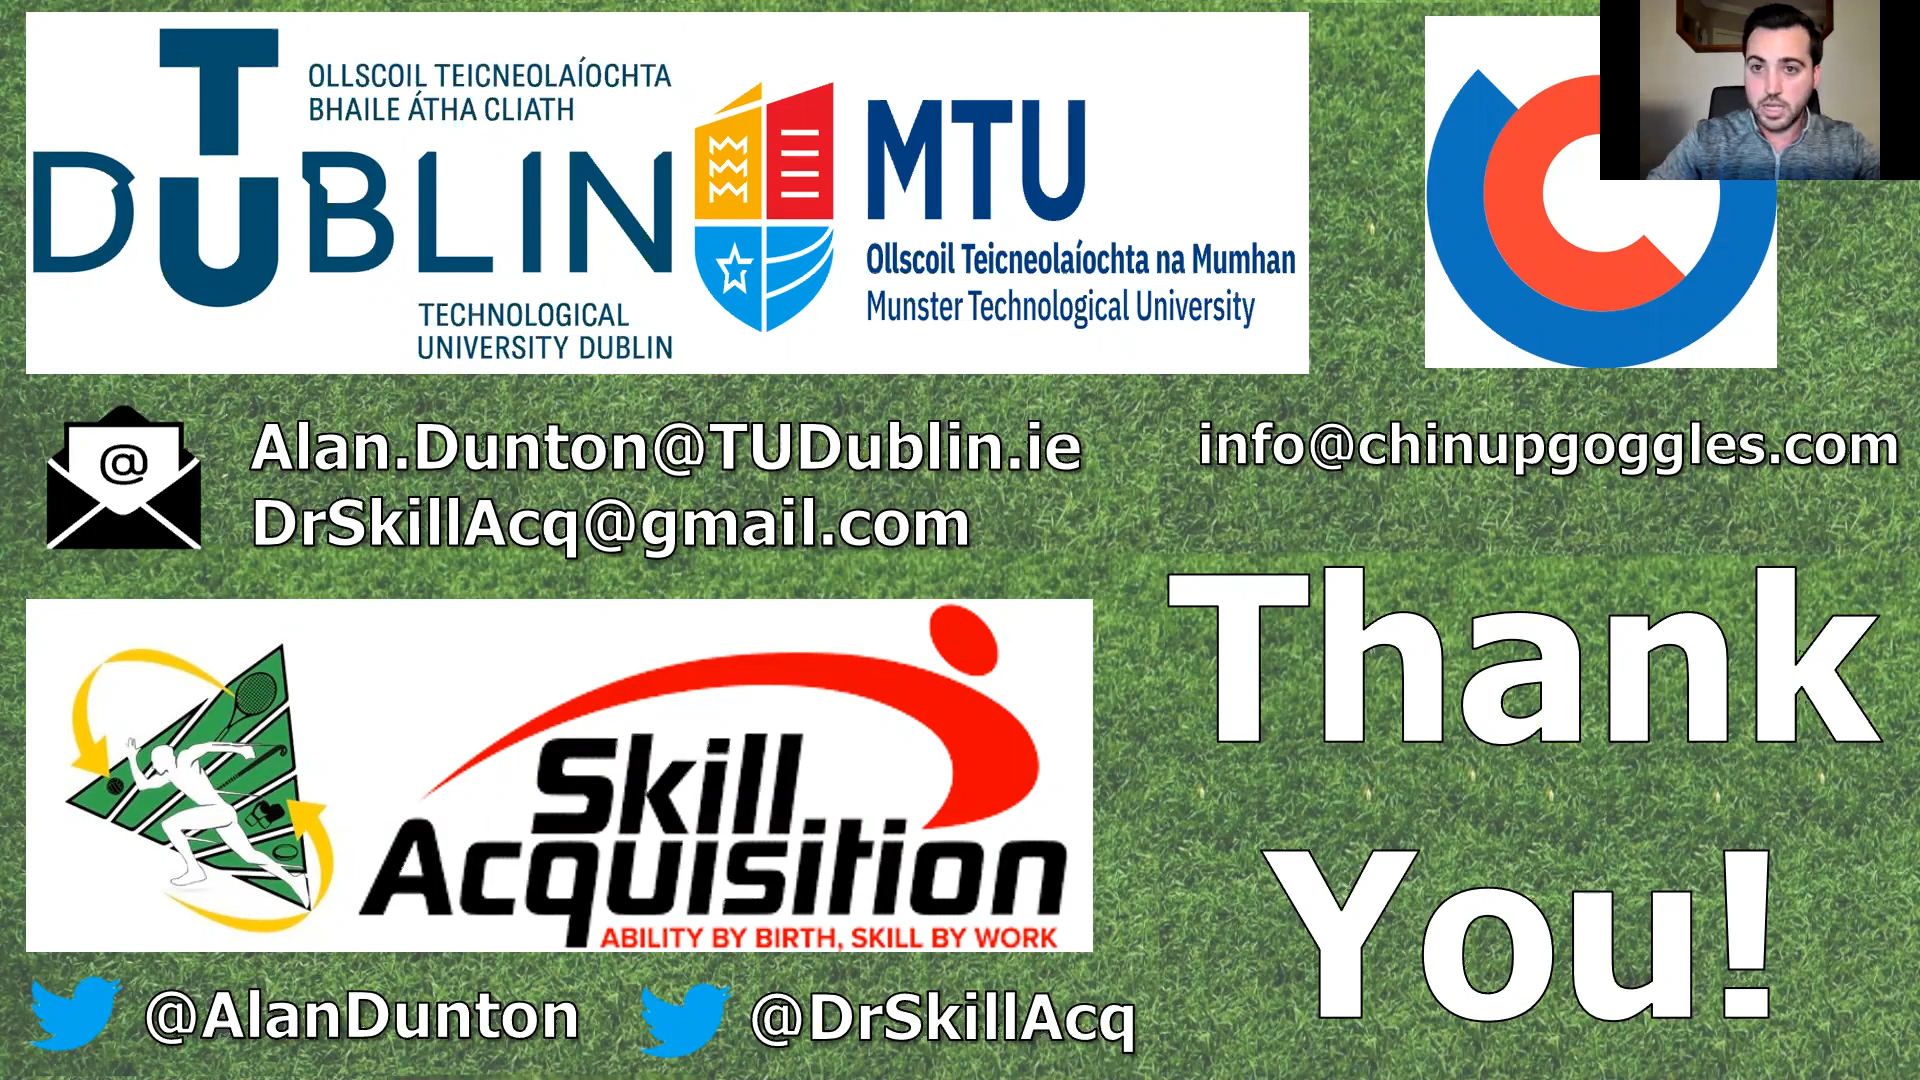 OLLSCOIL TEICNEOLAÍOCHTA
BHAILE ÁTHA CLIATH
TU
DUBLIN
TECHNOLOGICAL
UNIVERSITY DUBLIN
MTU
Ollscoil Teicneolaíochta na Mumhan
Munster Technological University
@
Alan.Dunton@TUDublin.ie
DrSkillAcq@gmail.com
info@chinupgoggles.com
Skill
Acquisition
ABILITY BY BIRTH, SKILL BY WORK
Thank
You!
@AlanDunton
@DrSkillAcq